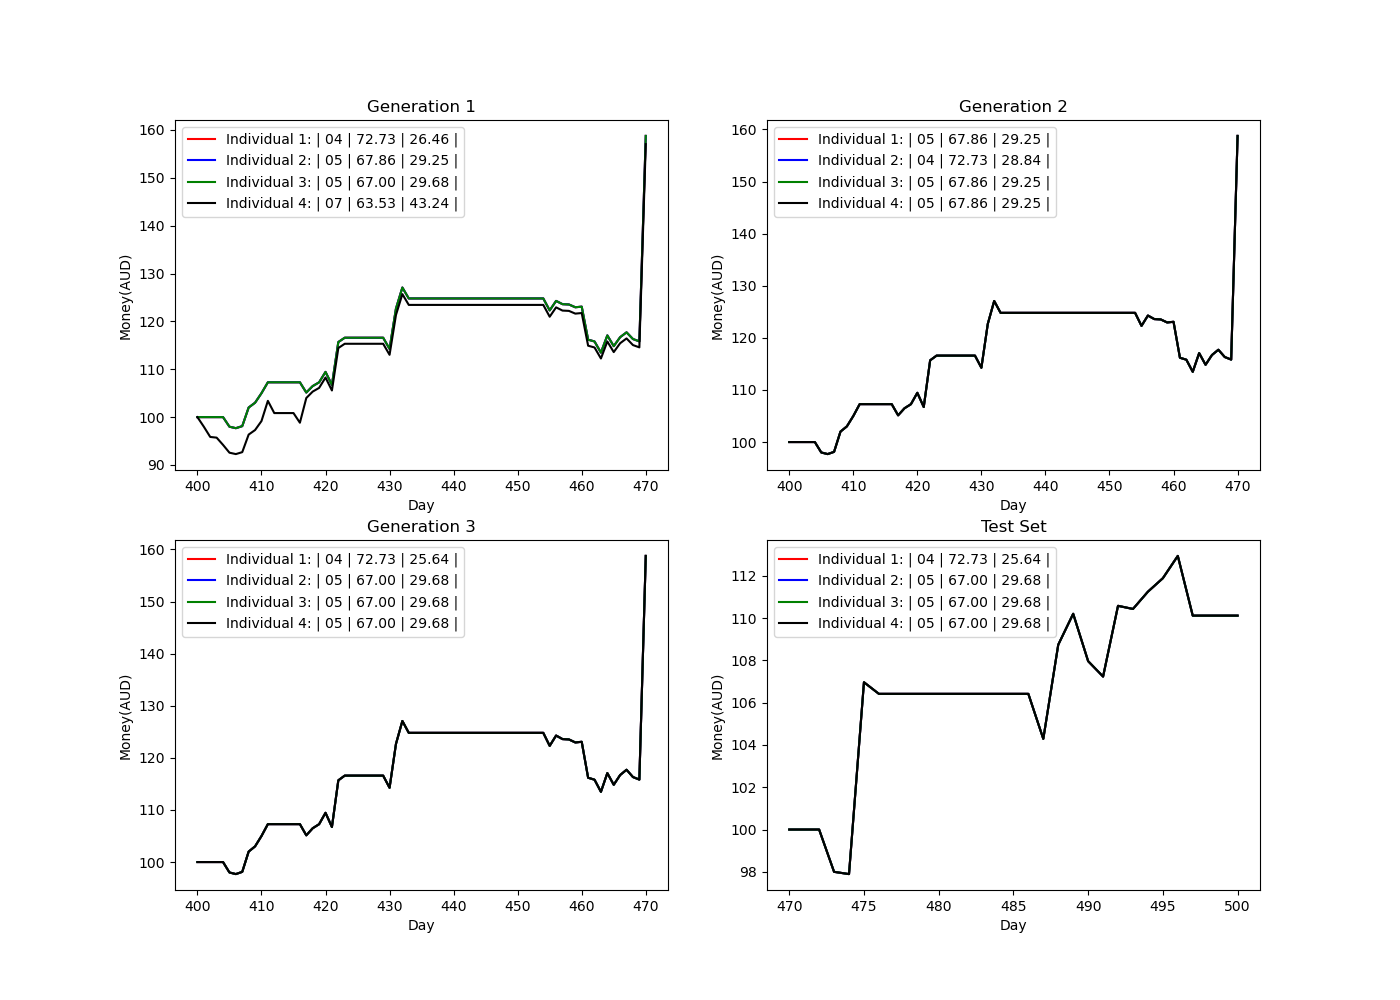 Generation 1
160
150
140
130
120
110
100
90
Money(AUD)
Individual 1: | 04 | 72.73 | 26.46 |
Individual 2: | 05 | 67.86 | 29.25 |
Individual 3: | 05 | 67.00 | 29.68 |
Individual 4: | 07 | 63.53 | 43.24 |
400 410 420 430 440 450 460 470
Day
Generation 2
160
150
140
130
120
110
100
Money(AUD)
Individual 1: | 05 | 67.86 | 29.25 |
Individual 2: | 04 | 72.73 | 28.84 |
Individual 3: | 05 | 67.86 | 29.25 |
Individual 4: | 05 | 67.86 | 29.25 |
400 410 420 430 440 450 460 470
Day
Generation 3
160
150
140
130
120
110
100
Money(AUD)
Individual 1: | 04 | 72.73 | 25.64 |
Individual 2: | 05 | 67.00 | 29.68 |
Individual 3: | 05 | 67.00 | 29.68 |
Individual 4: | 05 | 67.00 | 29.68 |
400 410 420 430 440 450 460 470
Day
Test Set
112
110
108
106
104
102
100
98
Money(AUD)
Individual 1: | 04 | 72.73 | 25.64 |
Individual 2: | 05 | 67.00 | 29.68 |
Individual 3: | 05 | 67.00 | 29.68 |
Individual 4: | 05 | 67.00 | 29.68 |
470 475 480 485 490 495 500
Day